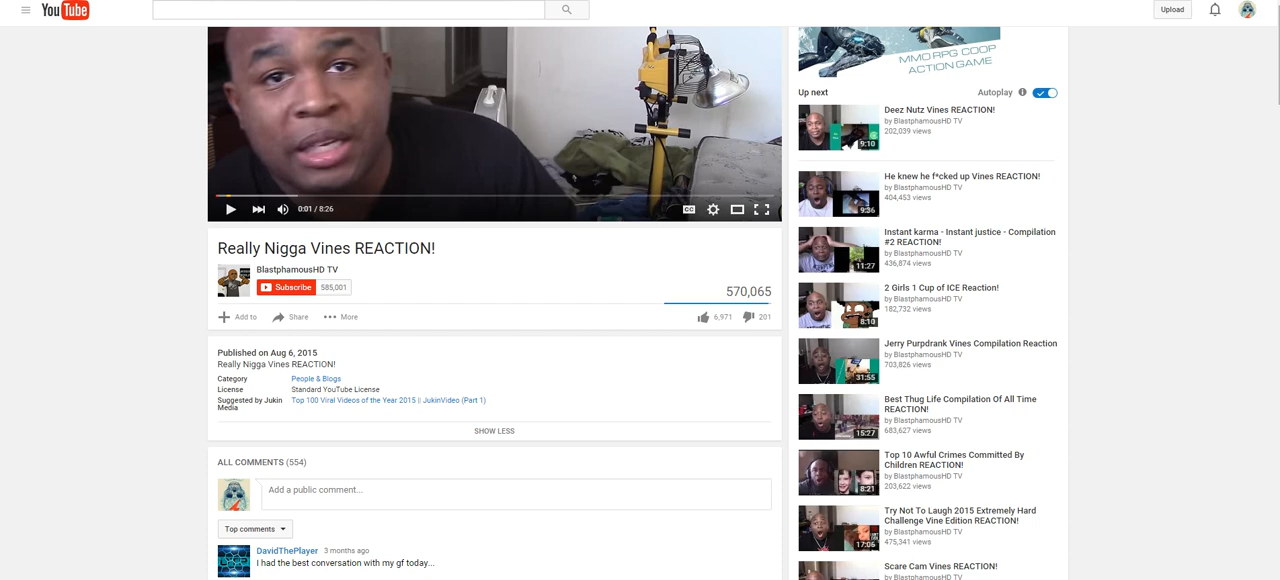 YouTube
Upload
MMO RPG COOP
ACTION GAME
0:01 / 8:26
CC
Really Nigga Vines REACTION!
BlastphamousHD TV
Subscribe 585,001
570,065
Add to Share More
6,971 201
Published on Aug 6, 2015
Really Nigga Vines REACTION!
Category People & Blogs
License Standard YouTube License
Suggested by Jukin Media Top 100 Viral Videos of the Year 2015 || JukinVideo (Part 1)
SHOW LESS
ALL COMMENTS (554)
Add a public comment...
Top comments
DavidThePlayer 3 months ago
I had the best conversation with my gf today...
Up next Autoplay
Deez Nutz Vines REACTION!
by BlastphamousHD TV
202,039 views
9:10
He knew he f*cked up Vines REACTION!
by BlastphamousHD TV
404,453 views
9:36
Instant karma - Instant justice - Compilation
#2 REACTION!
by BlastphamousHD TV
436,874 views
11:27
2 Girls 1 Cup of ICE Reaction!
by BlastphamousHD TV
182,732 views
8:10
Jerry Purpdrank Vines Compilation Reaction
by BlastphamousHD TV
703,826 views
31:55
Best Thug Life Compilation Of All Time
REACTION!
by BlastphamousHD TV
683,627 views
15:27
Top 10 Awful Crimes Committed By
Children REACTION!
by BlastphamousHD TV
203,622 views
8:21
Try Not To Laugh 2015 Extremely Hard
Challenge Vine Edition REACTION!
by BlastphamousHD TV
475,341 views
17:06
Scare Cam Vines REACTION!
by BlastphamousHD TV